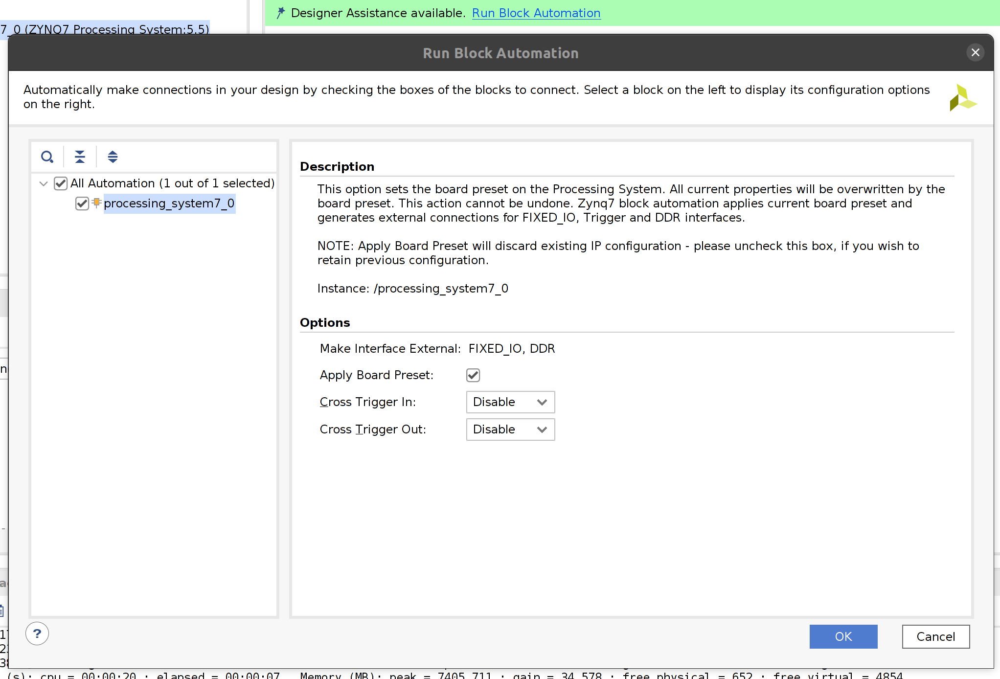 Designer Assistance available. Run Block Automation
7_0 (ZYNQ7 Processing System:5.5)
Run Block Automation
Automatically make connections in your design by checking the boxes of the blocks to connect. Select a block on the left to display its configuration options
on the right.
All Automation (1 out of 1 selected)
processing_system7_0
Description
This option sets the board preset on the Processing System. All current properties will be overwritten by the
board preset. This action cannot be undone. Zynq7 block automation applies current board preset and
generates external connections for FIXED_IO, Trigger and DDR interfaces.
NOTE: Apply Board Preset will discard existing IP configuration - please uncheck this box, if you wish to
retain previous configuration.
Instance: /processing_system7_0
Options
Make Interface External: FIXED_IO, DDR
Apply Board Preset:
Cross Trigger In: Disable
Cross Trigger Out: Disable
?
OK
Cancel
(s): cpu = 00:00:20 ; elapsed = 00:00:07 Memory (MB): peak = 7405.711 ; gain = 34.578 ; free physical = 652 ; free virtual = 4854